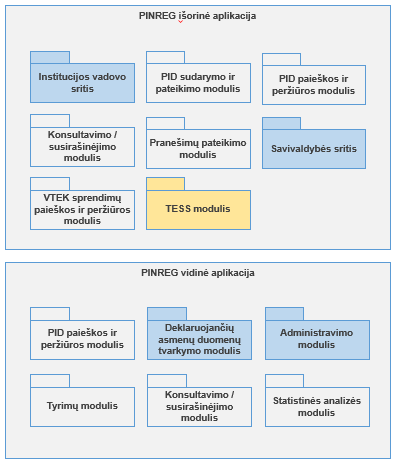 PINREG išorinė aplikacija
Institucijos vadovo
sritis
PID sudarymo ir
pateikimo modulis
PID paieškos ir
peržiūros modulis
Konsultavimo /
susirašinėjimo
modulis
Pranešimų pateikimo
modulis
Savivaldybės sritis
VTEK sprendimų
paieškos ir peržiūros
modulis
TESS modulis
PINREG vidinė aplikacija
PID paieškos ir
peržiūros modulis
Deklaruojančių
asmenų duomenų
tvarkymo modulis
Administravimo
modulis
Tyrimų modulis
Konsultavimo /
susirašinėjimo
modulis
Statistinės analizės
modulis